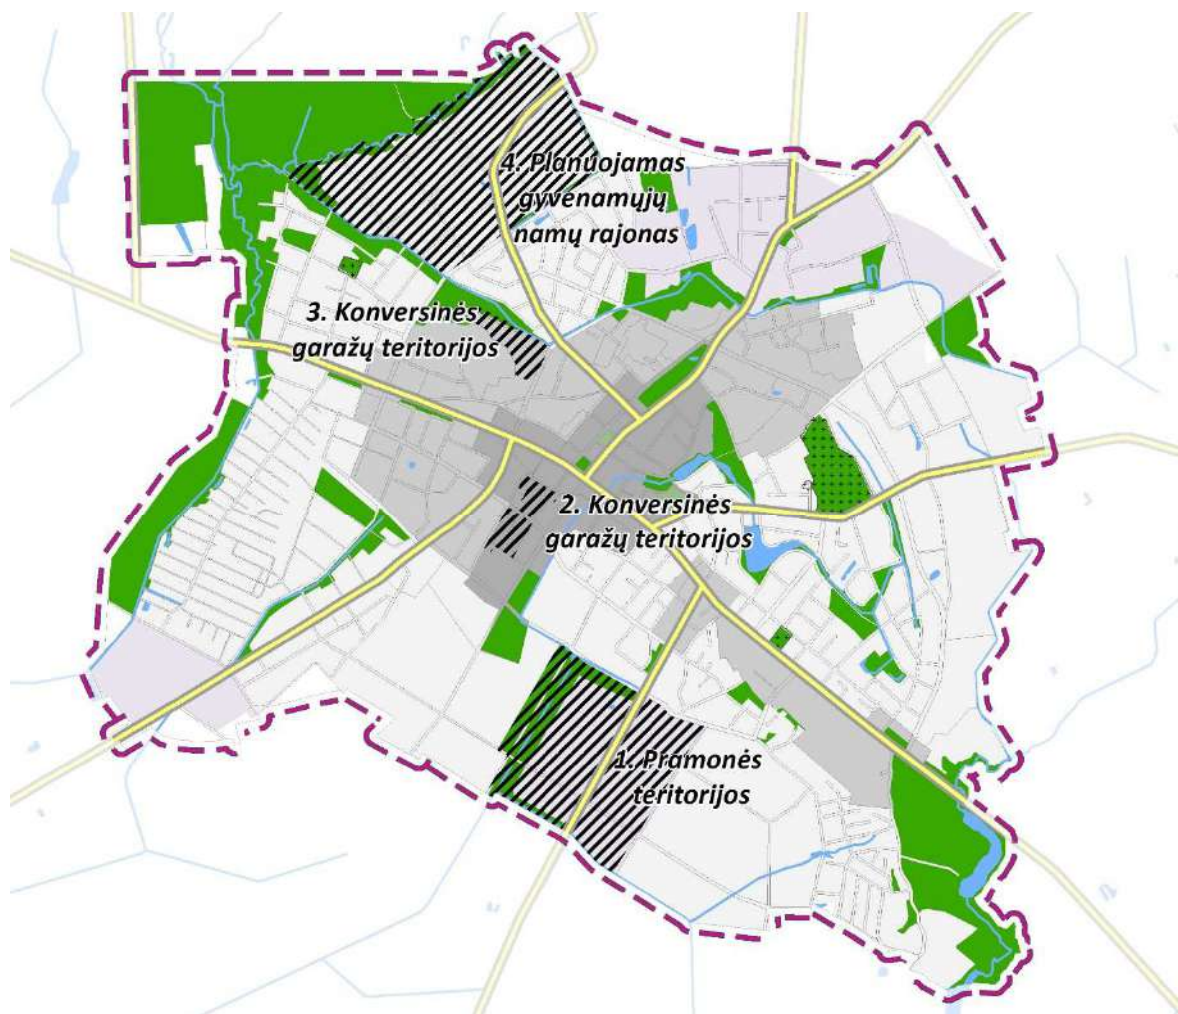 4. Planuojamas
gyvenamųjų
namų rajonas
3. Konversinės
garažų teritorijos
2. Konversinės
garažų teritorijos
1. Pramonės
teritorijos